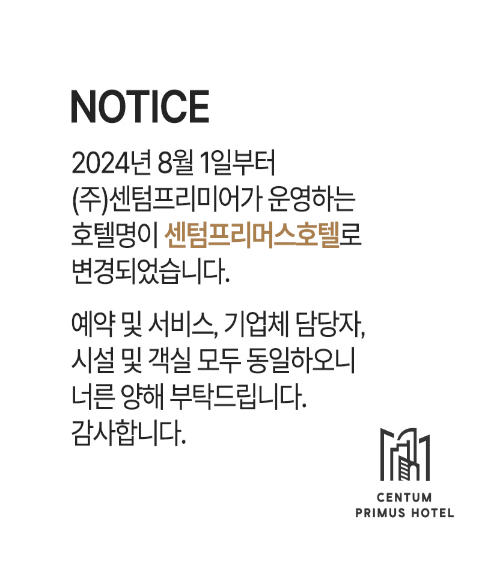 NOTICE
2024년 8월 1일부터
(주)센텀프리미어가 운영하는
호텔명이 센텀프리머스호텔로
변경되었습니다.
예약 및 서비스, 기업체 담당자,
시설 및 객실 모두 동일하오니
너른 양해 부탁드립니다.
감사합니다.
CENTUM
PRIMUS HOTEL